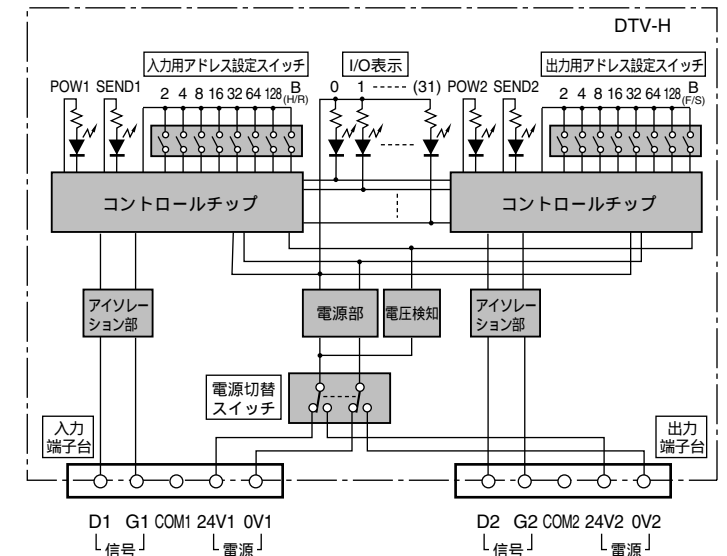 DTV-H
入力用アドレス設定スイッチ
I/O表示
出力用アドレス設定スイッチ
POW1 SEND1
2 4 8 16 32 64 128 B
(H/R)
0 1 (31)
POW2 SEND2
2 4 8 16 32 64 128 B
(F/S)
コントロールチップ
コントロールチップ
アイソレー
ション部
電源部
電圧検知
アイソレー
ション部
電源切替
スイッチ
入力
端子台
出力
端子台
D1 G1 COM1 24V1 0V1
D2 G2 COM2 24V2 0V2
信号
電源
信号
電源